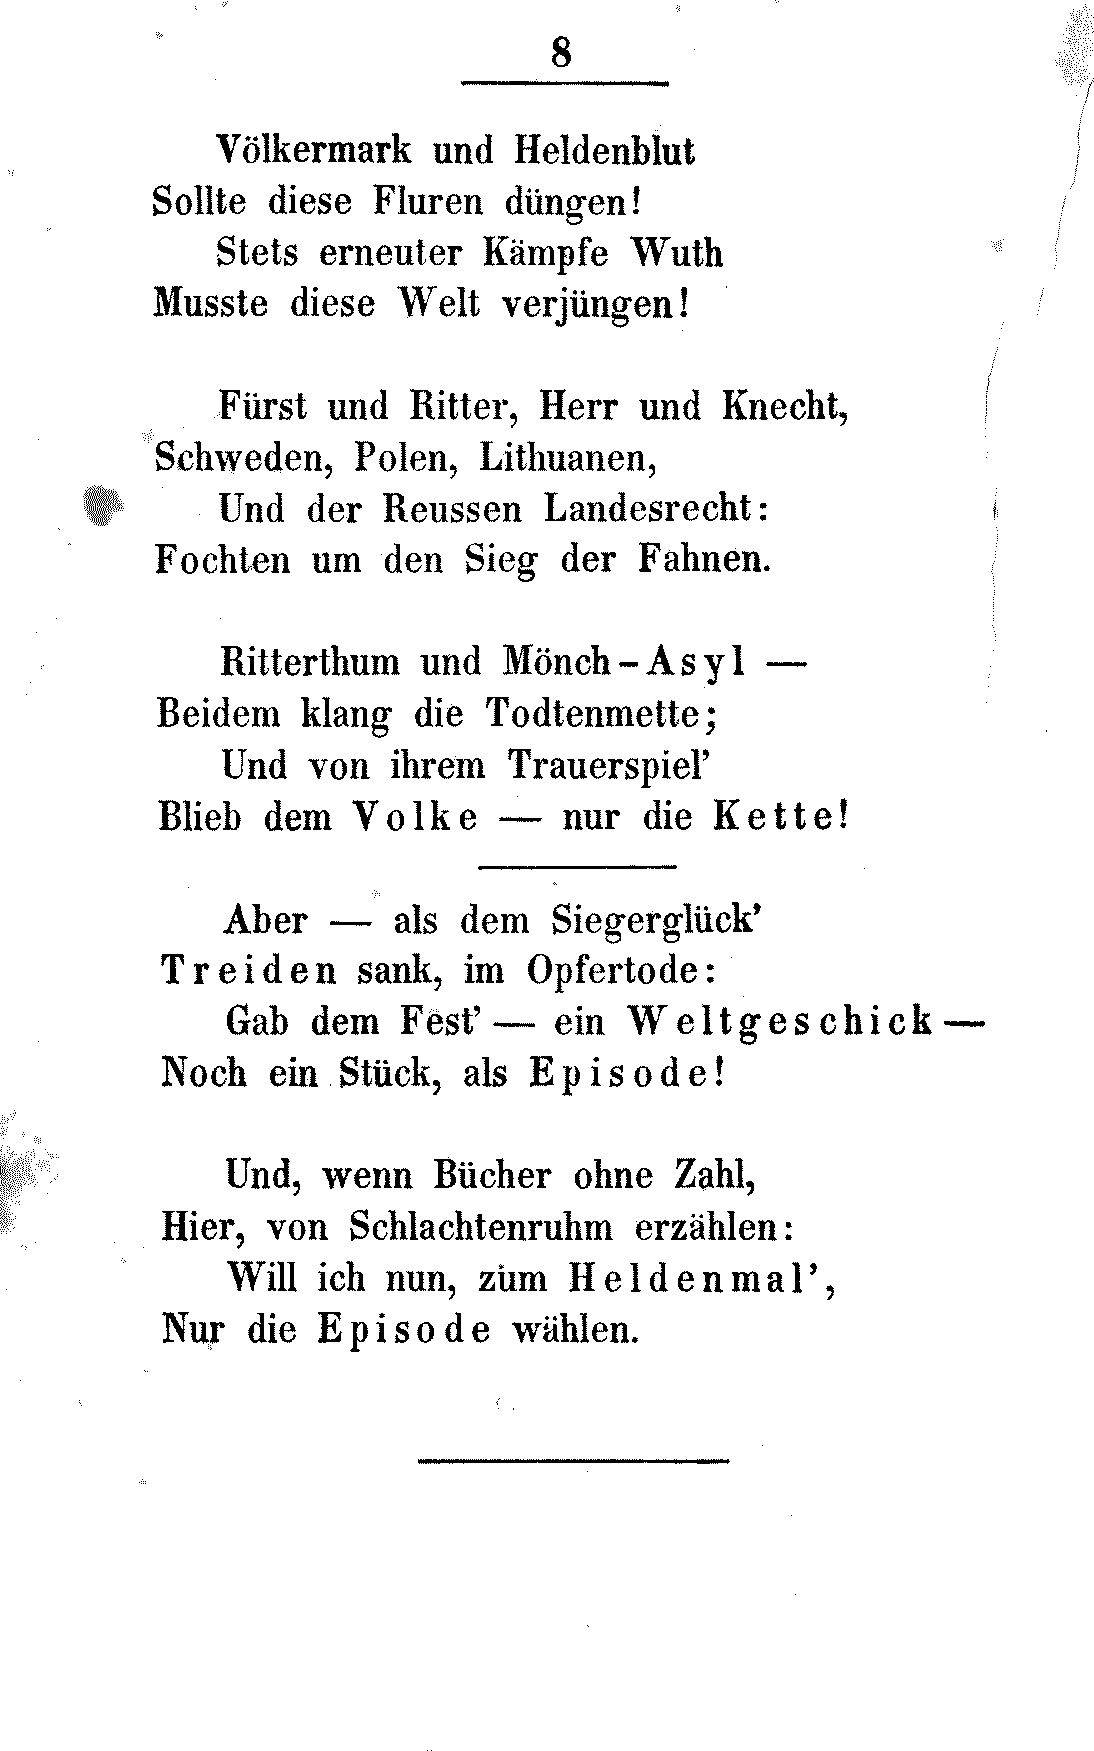 8
Völkermark und Heldenblut
Sollte diese Fluren düngen!
Stets erneuter Kämpfe Wuth
Musste diese Welt verjüngen!
Fürst und Ritter, Herr und Knecht,
Schweden, Polen, Lithuanen,
Und der Reussen Landesrecht:
Fochten um den Sieg der Fahnen.
Ritterthum und Mönch-Asyl —
Beidem klang die Todtenmette;
Und von ihrem Trauerspiel’
Blieb dem Volke — nur die Kette!
Aber — als dem Siegerglück’
Treiden sank, im Opfertode:
Gab dem Fest’ — ein Weltgeschick —
Noch ein Stück, als Episode!
Und, wenn Bücher ohne Zahl,
Hier, von Schlachtenruhm erzählen:
Will ich nun, zum Heldenmal’,
Nur die Episode wählen.